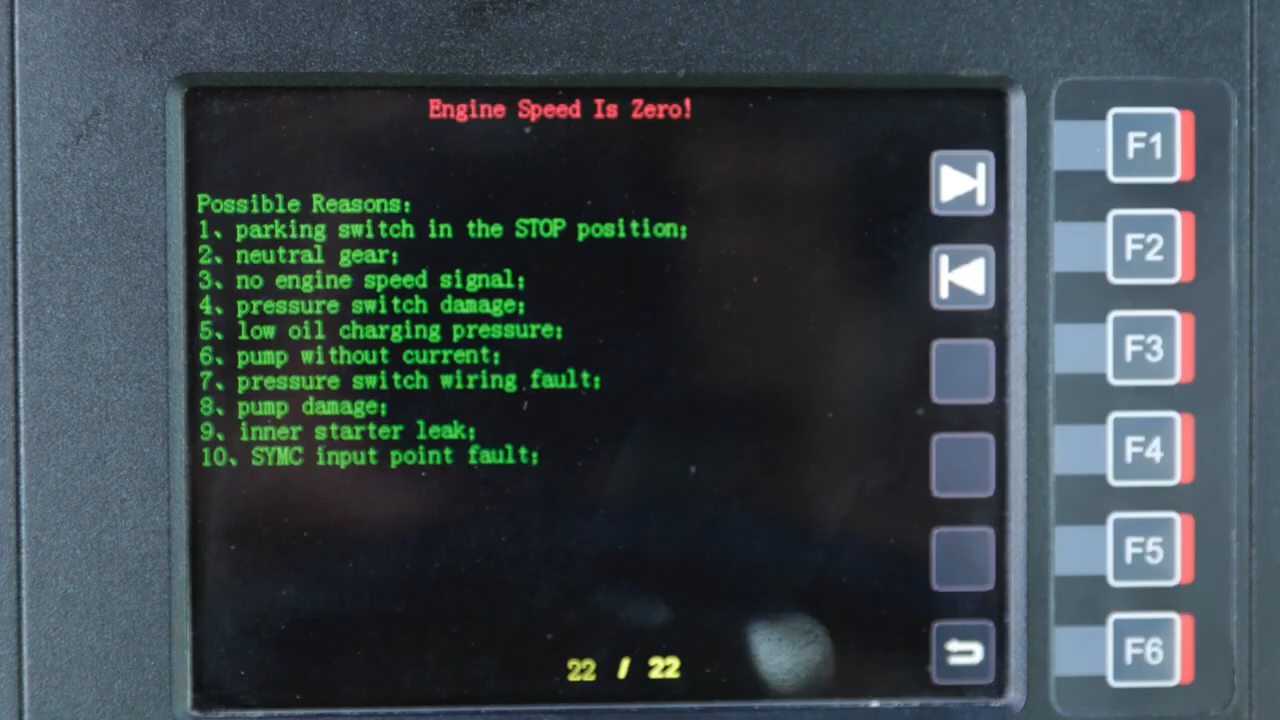 Engine Speed Is Zero!
Possible Reasons:
1、parking switch in the STOP position;
2、neutral gear;
3、no engine speed signal;
4、pressure switch damage;
5、low oil charging pressure;
6、pump without current;
7、pressure switch wiring fault;
8、pump damage;
9、inner starter leak;
10、SYMC input point fault;
22 / 22
F1
F2
F3
F4
F5
F6